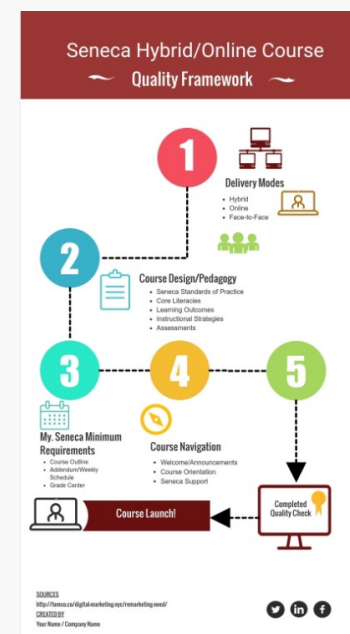 Seneca Hybrid/Online Course
Quality Framework
1
Delivery Modes
Hybrid
Online
Face-to-Face
2
Course Design/Pedagogy
Seneca Standards of Practice
Core Literacies
Learning Outcomes
Instructional Strategies
Assessments
3
4
5
My. Seneca Minimum
Requirements
Course Outline
Addendum/Weekly
Schedule
Grade Center
Course Navigation
Welcome/Announcements
Course Orientation
Seneca Support
Completed
Quality Check
Course Launch!
SOURCES
CREATED BY
Your Name / Company Name